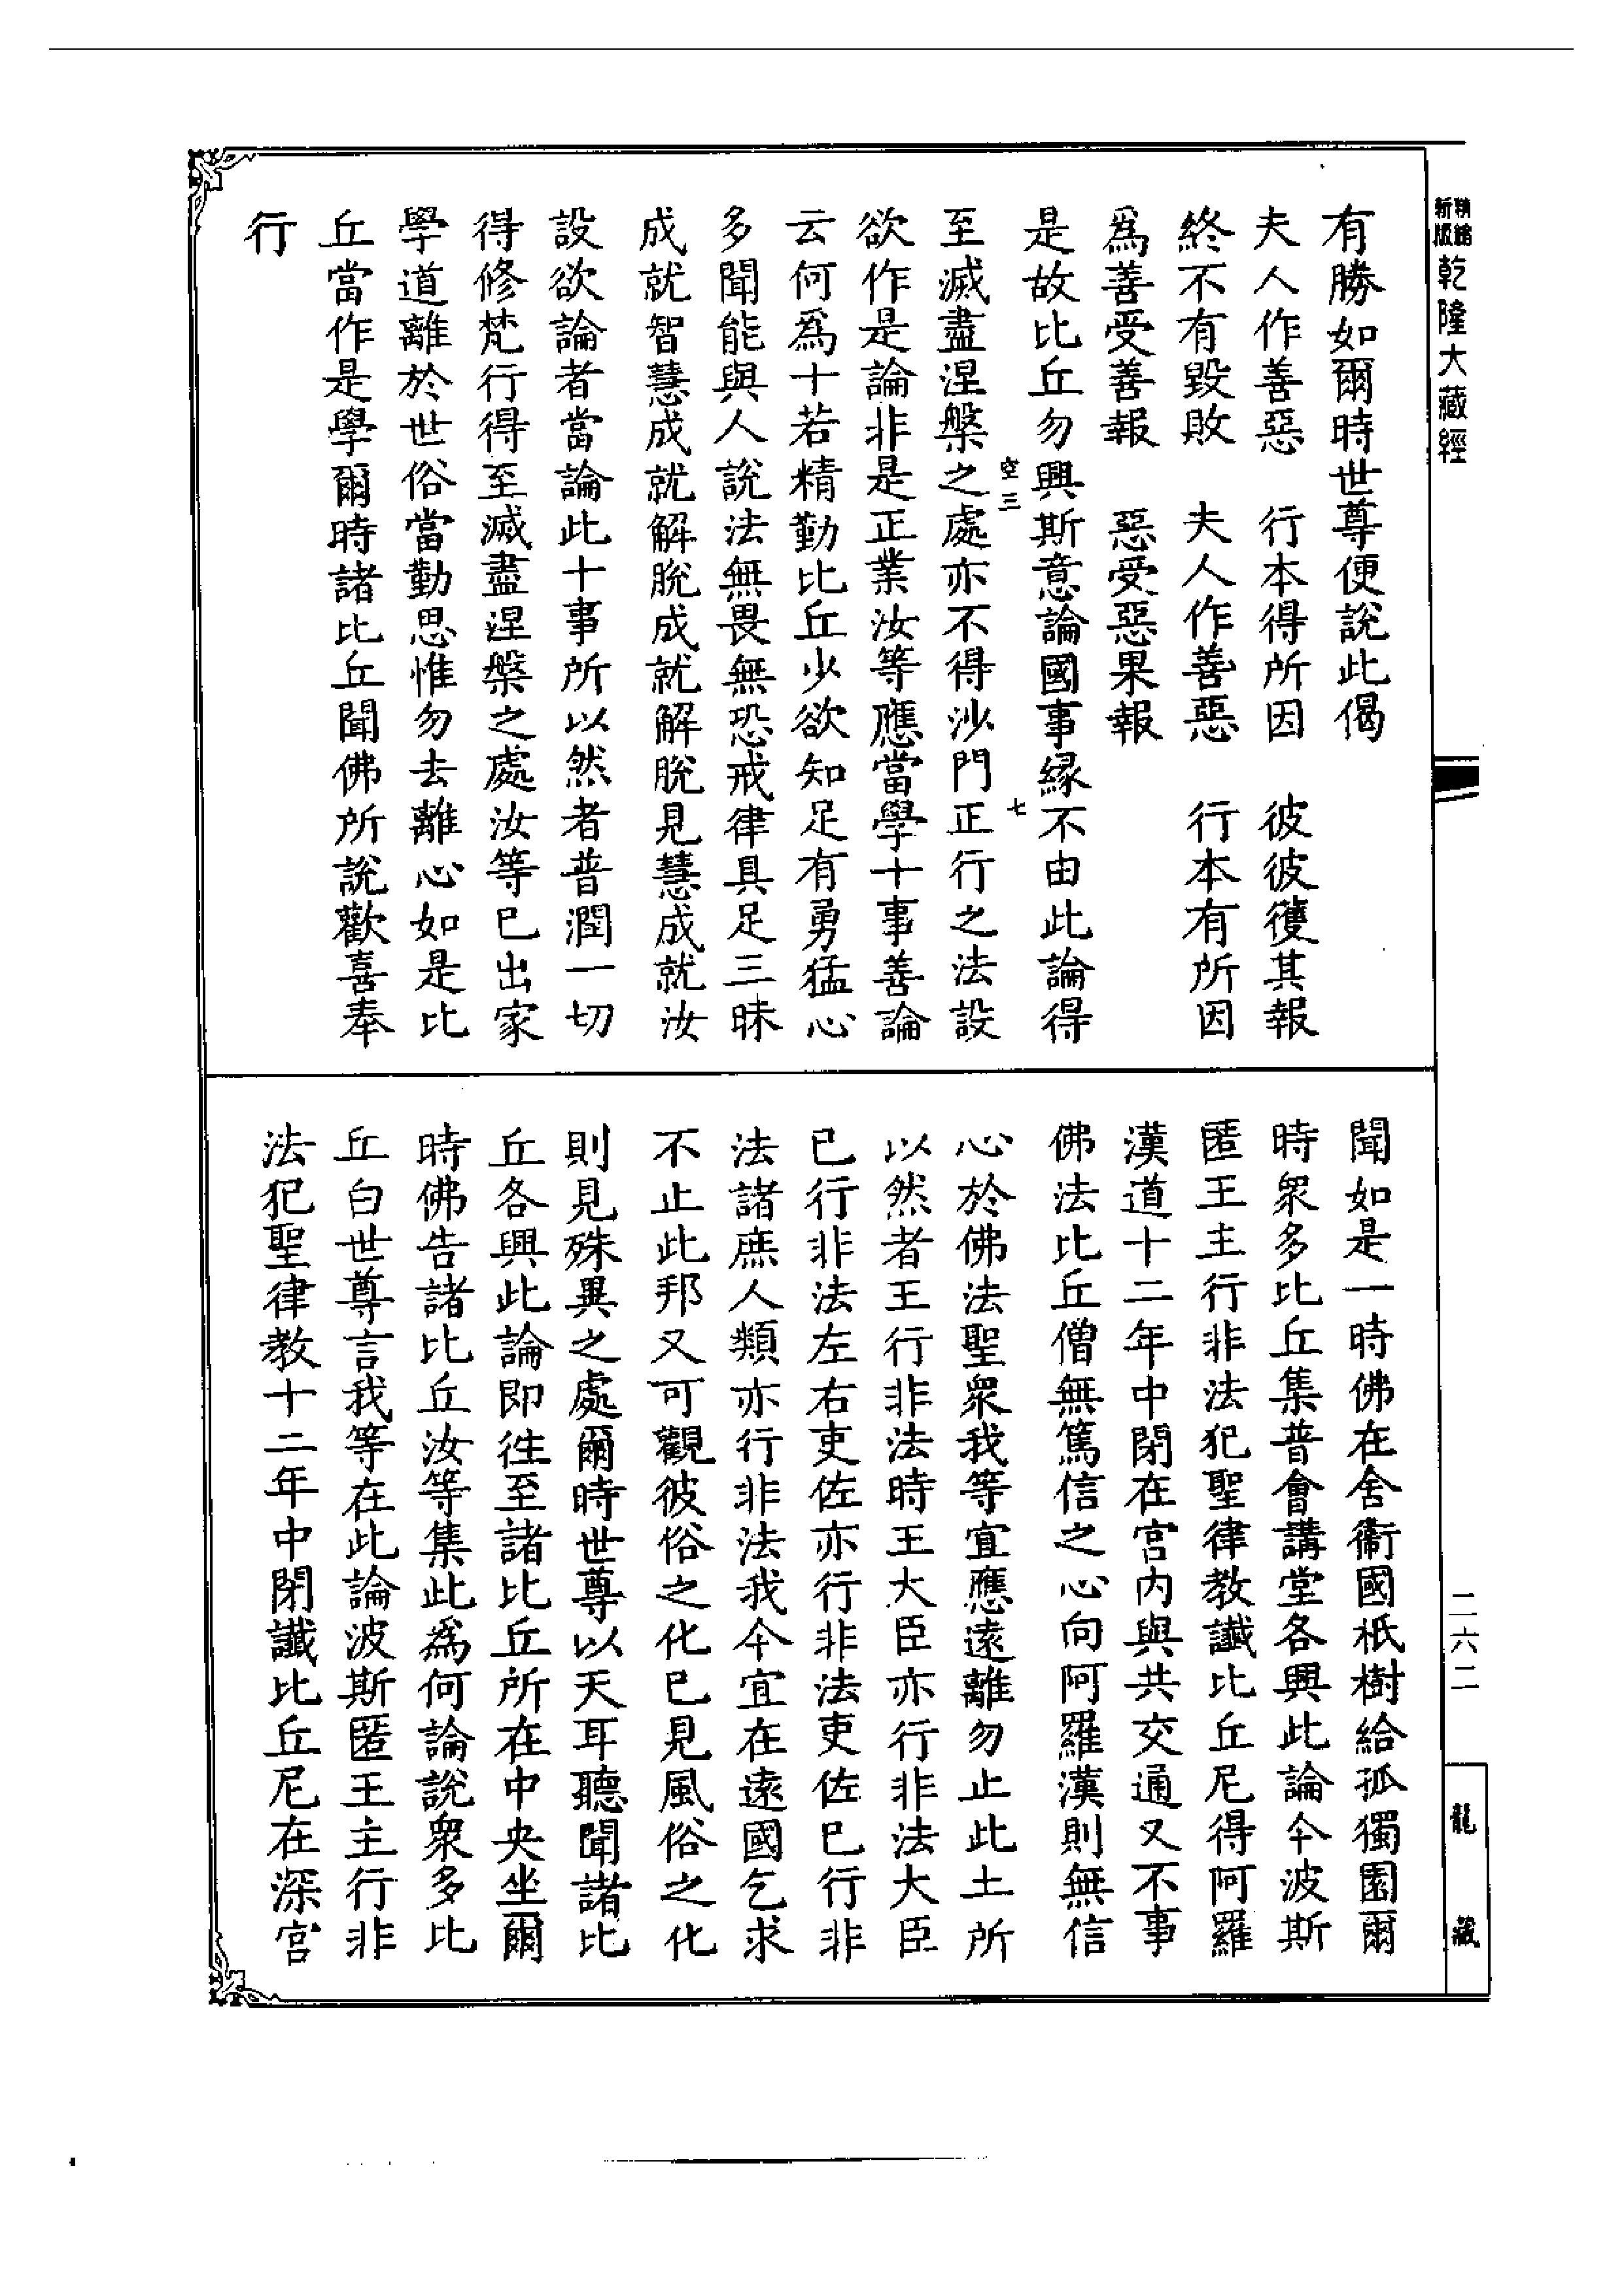 精縮
新版
乾隆大藏經
有勝如爾時世尊便說此偈
夫人作善惡　行本得所因　彼彼獲其報
終不有毀敗　夫人作善惡　行本有所因
爲善受善報　惡受惡果報
是故比丘勿興斯意論國事緣不由此論得
空三　七
至滅盡涅槃之處亦不得沙門正行之法設
欲作是論非是正業汝等應當學十事善論
云何爲十若精勤比丘少欲知足有勇猛心
多聞能與人說法無畏無恐戒律具足三昧
成就智慧成就解脫成就解脫見慧成就汝
設欲論者當論此十事所以然者普潤一切
得修梵行得至滅盡涅槃之處汝等已出家
學道離於世俗當勤思惟勿去離心如是比
丘當作是學爾時諸比丘聞佛所說歡喜奉
行
聞如是一時佛在舍衞國祇樹給孤獨園爾
時衆多比丘集普會講堂各興此論今波斯
匿王主行非法犯聖律教讖比丘尼得阿羅
漢道十二年中閉在宮內與共交通又不事
佛法比丘僧無篤信之心向阿羅漢則無信
心於佛法聖衆我等宜應遠離勿止此土所
以然者王行非法時王大臣亦行非法大臣
已行非法左右吏佐亦行非法吏佐已行非
法諸庶人類亦行非法我今宜在遠國乞求
不止此邦又可觀彼俗之化已見風俗之化
則見殊異之處爾時世尊以天耳聽聞諸比
丘各興此論即往至諸比丘所在中央坐爾
時佛告諸比丘汝等集此爲何論說衆多比
丘白世尊言我等在此論波斯匿王主行非
法犯聖律教十二年中閉讖比丘尼在深宮
二六二
龍藏